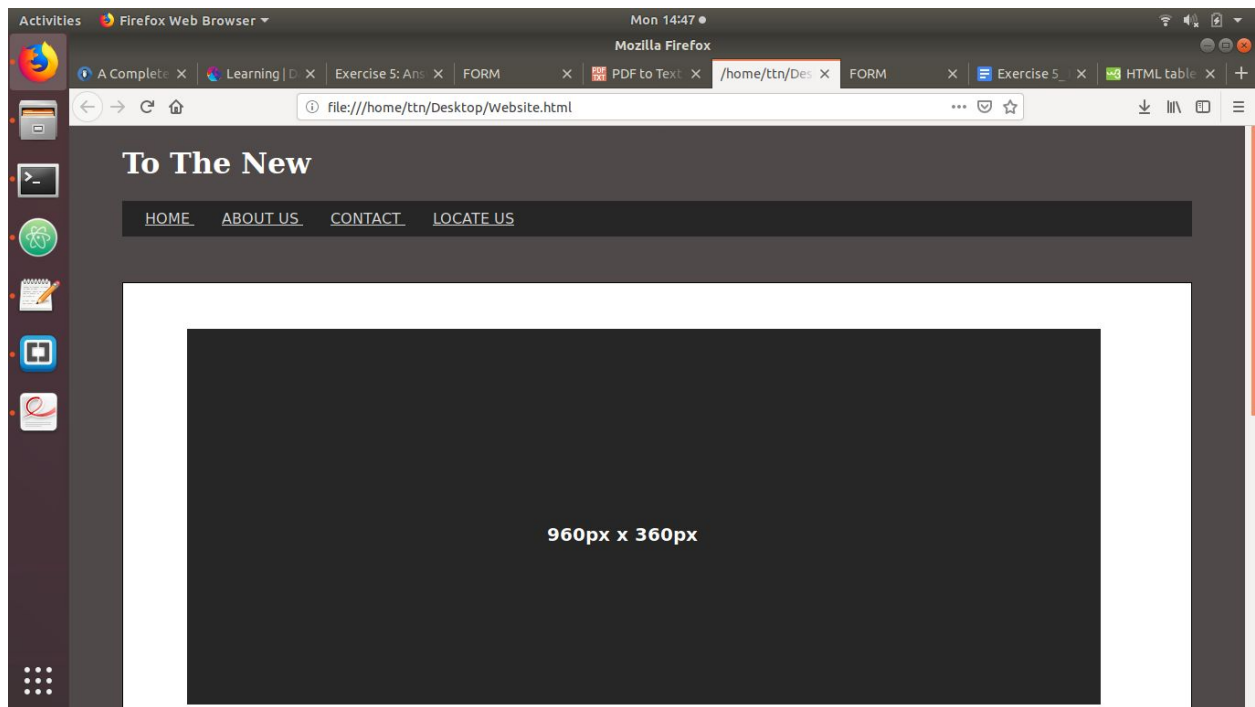 Activities Firefox Web Browser Mon 14:47
Mozilla Firefox
A Complete Learning | D Exercise 5: Ans FORM PDF to Text /home/ttn/Des FORM Exercise 5_ HTML table
file:///home/ttn/Desktop/Website.html
To The New
HOME ABOUT US CONTACT LOCATE US
960px x 360px